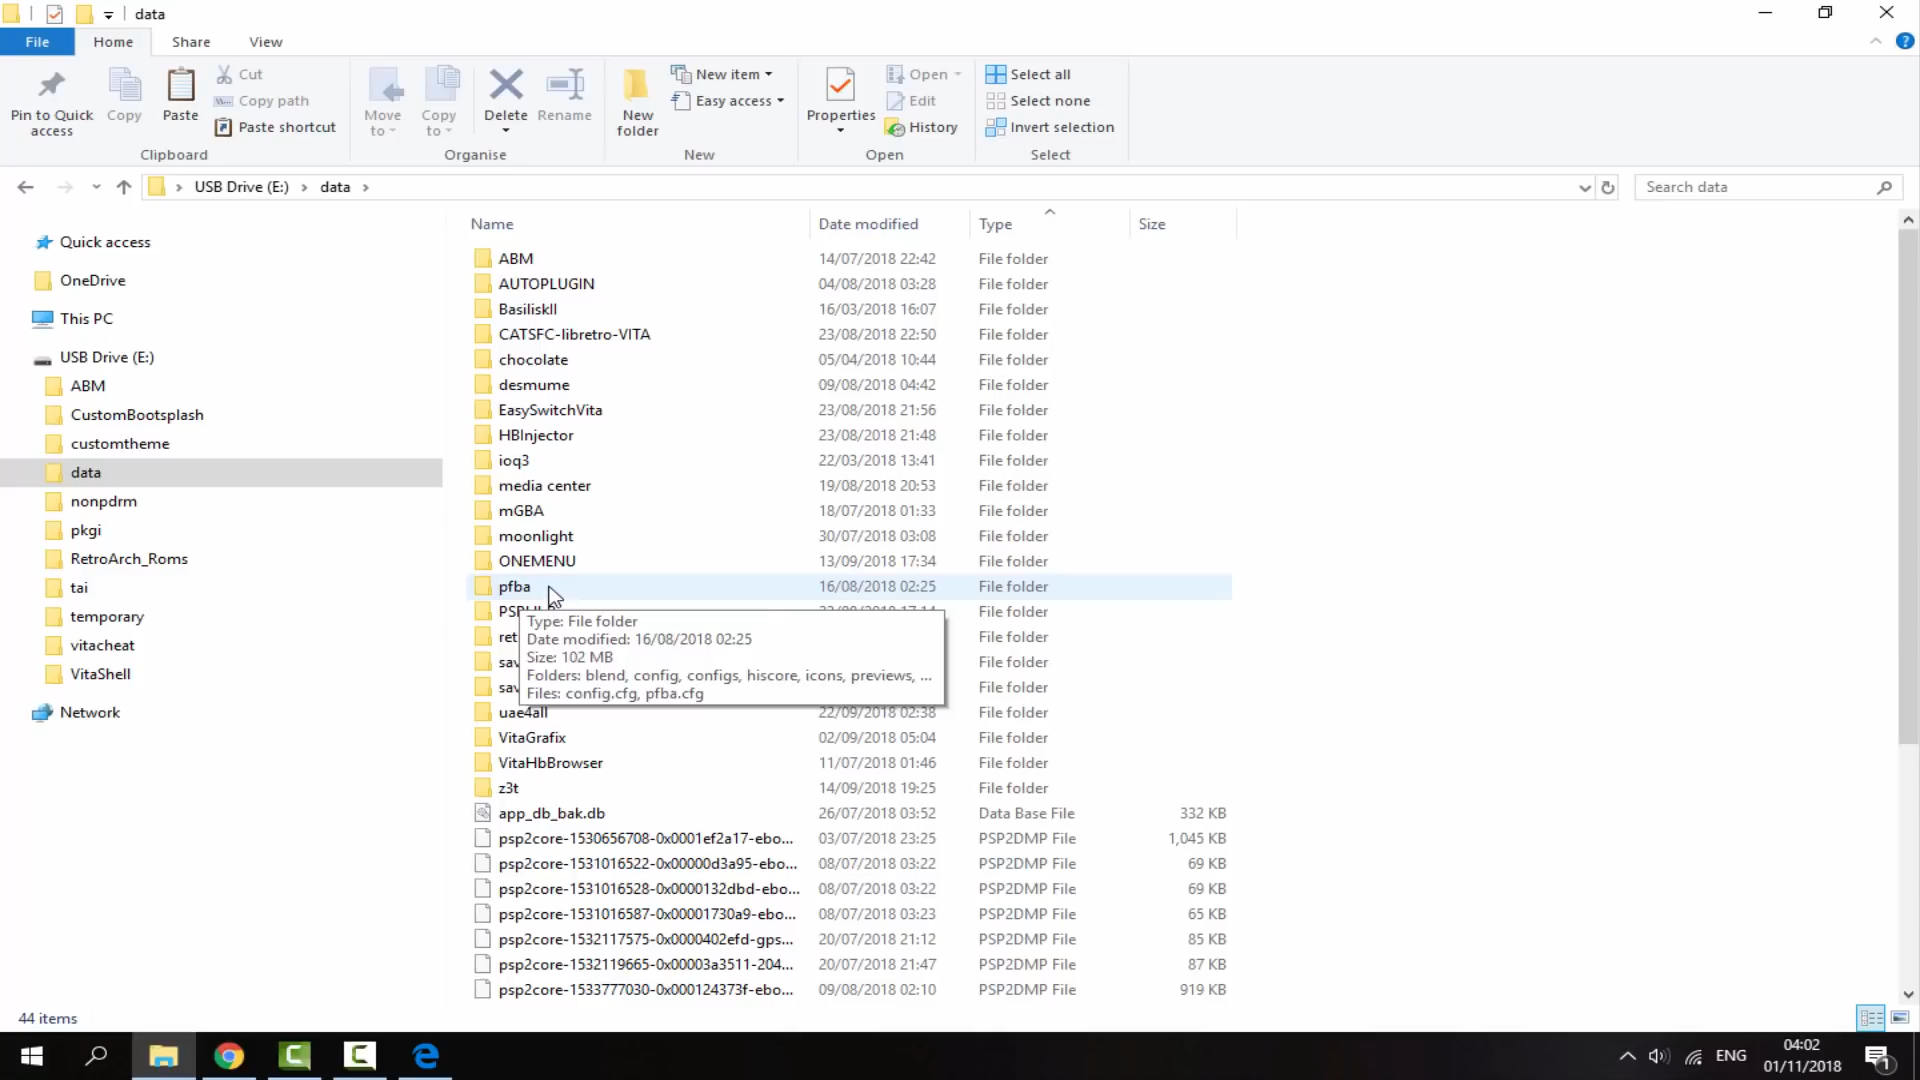 data
File Home Share View
Pin to Quick access
Copy
Paste
Cut
Copy path
Paste shortcut
Move to
Copy to
Delete
Rename
New folder
New item
Easy access
Properties
Open
Edit
History
Select all
Select none
Invert selection
Clipboard Organise New Open Select
USB Drive (E:) data
Search data
Name Date modified Type Size
Quick access
OneDrive
This PC
USB Drive (E:)
ABM
CustomBootsplash
customtheme
data
nonpdrm
pkgi
RetroArch_Roms
tai
temporary
vitacheat
VitaShell
Network
ABM 14/07/2018 22:42 File folder
AUTOPLUGIN 04/08/2018 03:28 File folder
BasiliskII 16/03/2018 16:07 File folder
CATSFC-libretro-VITA 23/08/2018 22:50 File folder
chocolate 05/04/2018 10:44 File folder
desmume 09/08/2018 04:42 File folder
EasySwitchVita 23/08/2018 21:56 File folder
HBInjector 23/08/2018 21:48 File folder
ioq3 22/03/2018 13:41 File folder
media center 19/08/2018 20:53 File folder
mGBA 18/07/2018 01:33 File folder
moonlight 30/07/2018 03:08 File folder
ONEMENU 13/09/2018 17:34 File folder
pfba 16/08/2018 02:25 File folder
File folder
File folder
File folder
File folder
Type: File folder
Date modified: 16/08/2018 02:25
Size: 102 MB
Folders: blend, config, configs, hiscore, icons, previews, ...
Files: config.cfg, pfba.cfg
uae4all 22/09/2018 02:38 File folder
VitaGrafix 02/09/2018 05:04 File folder
VitaHbBrowser 11/07/2018 01:46 File folder
z3t 14/09/2018 19:25 File folder
app_db_bak.db 26/07/2018 03:52 Data Base File 332 KB
psp2core-1530656708-0x0001ef2a17-ebo... 03/07/2018 23:25 PSP2DMP File 1,045 KB
psp2core-1531016522-0x00000d3a95-ebo... 08/07/2018 03:22 PSP2DMP File 69 KB
psp2core-1531016528-0x0000132dbd-ebo... 08/07/2018 03:22 PSP2DMP File 69 KB
psp2core-1531016587-0x00001730a9-ebo... 08/07/2018 03:23 PSP2DMP File 65 KB
psp2core-1532117575-0x0000402efd-gps... 20/07/2018 21:12 PSP2DMP File 85 KB
psp2core-1532119665-0x00003a3511-204... 20/07/2018 21:47 PSP2DMP File 87 KB
psp2core-1533777030-0x000124373f-ebo... 09/08/2018 02:10 PSP2DMP File 919 KB
44 items
ENG
04:02
01/11/2018
1